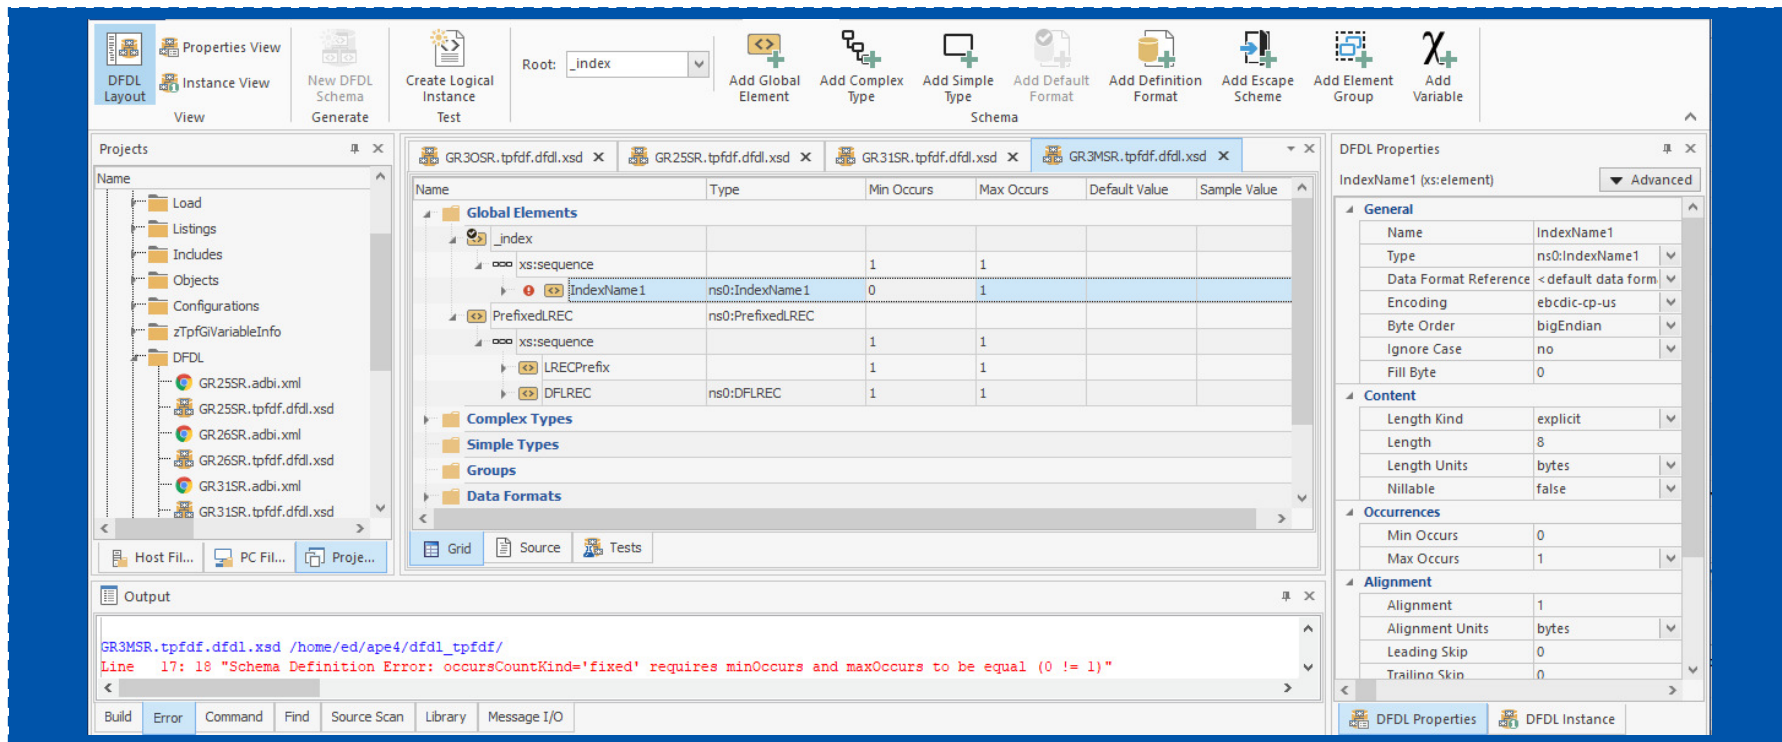 DFDL
Layout
Properties View
Instance View
View
New DFDL
Schema
Generate
Create Logical
Instance
Test
Root: _index
Add Global
Element
Add Complex
Type
Add Simple
Type
Add Default
Format
Add Definition
Format
Add Escape
Scheme
Add Element
Group
Add
Variable
Schema
Projects
Name
Load
Listings
Includes
Objects
Configurations
zTpfGiVariableInfo
DFDL
GR25SR.adbi.xml
GR25SR.tpfdf.dfdl.xsd
GR26SR.adbi.xml
GR26SR.tpfdf.dfdl.xsd
GR31SR.adbi.xml
GR31SR.tpfdf.dfdl.xsd
Host Fil...
PC Fil...
Proje...
GR3OSR.tpfdf.dfdl.xsd
GR25SR.tpfdf.dfdl.xsd
GR31SR.tpfdf.dfdl.xsd
GR3MSR.tpfdf.dfdl.xsd
Name Type Min Occurs Max Occurs Default Value Sample Value
Global Elements
_index
xs:sequence 1 1
IndexName1 ns0:IndexName1 0 1
PrefixedLREC ns0:PrefixedLREC
xs:sequence 1 1
LRECPrefix 1 1
DFLREC ns0:DFLREC 1 1
Complex Types
Simple Types
Groups
Data Formats
Grid
Source
Tests
DFDL Properties
IndexName1 (xs:element) Advanced
General
Name IndexName1
Type ns0:IndexName1
Data Format Reference <default data form
Encoding ebcdic-cp-us
Byte Order bigEndian
Ignore Case no
Fill Byte 0
Content
Length Kind explicit
Length 8
Length Units bytes
Nillable false
Occurrences
Min Occurs 0
Max Occurs 1
Alignment
Alignment 1
Alignment Units bytes
Leading Skip 0
Trailing Skip 0
DFDL Properties
DFDL Instance
Output
GR3MSR.tpfdf.dfdl.xsd /home/ed/ape4/dfdl_tpfdf/
Line 17: 18 "Schema Definition Error: occursCountKind='fixed' requires minOccurs and maxOccurs to be equal (0 != 1)"
Build Error Command Find Source Scan Library Message I/O